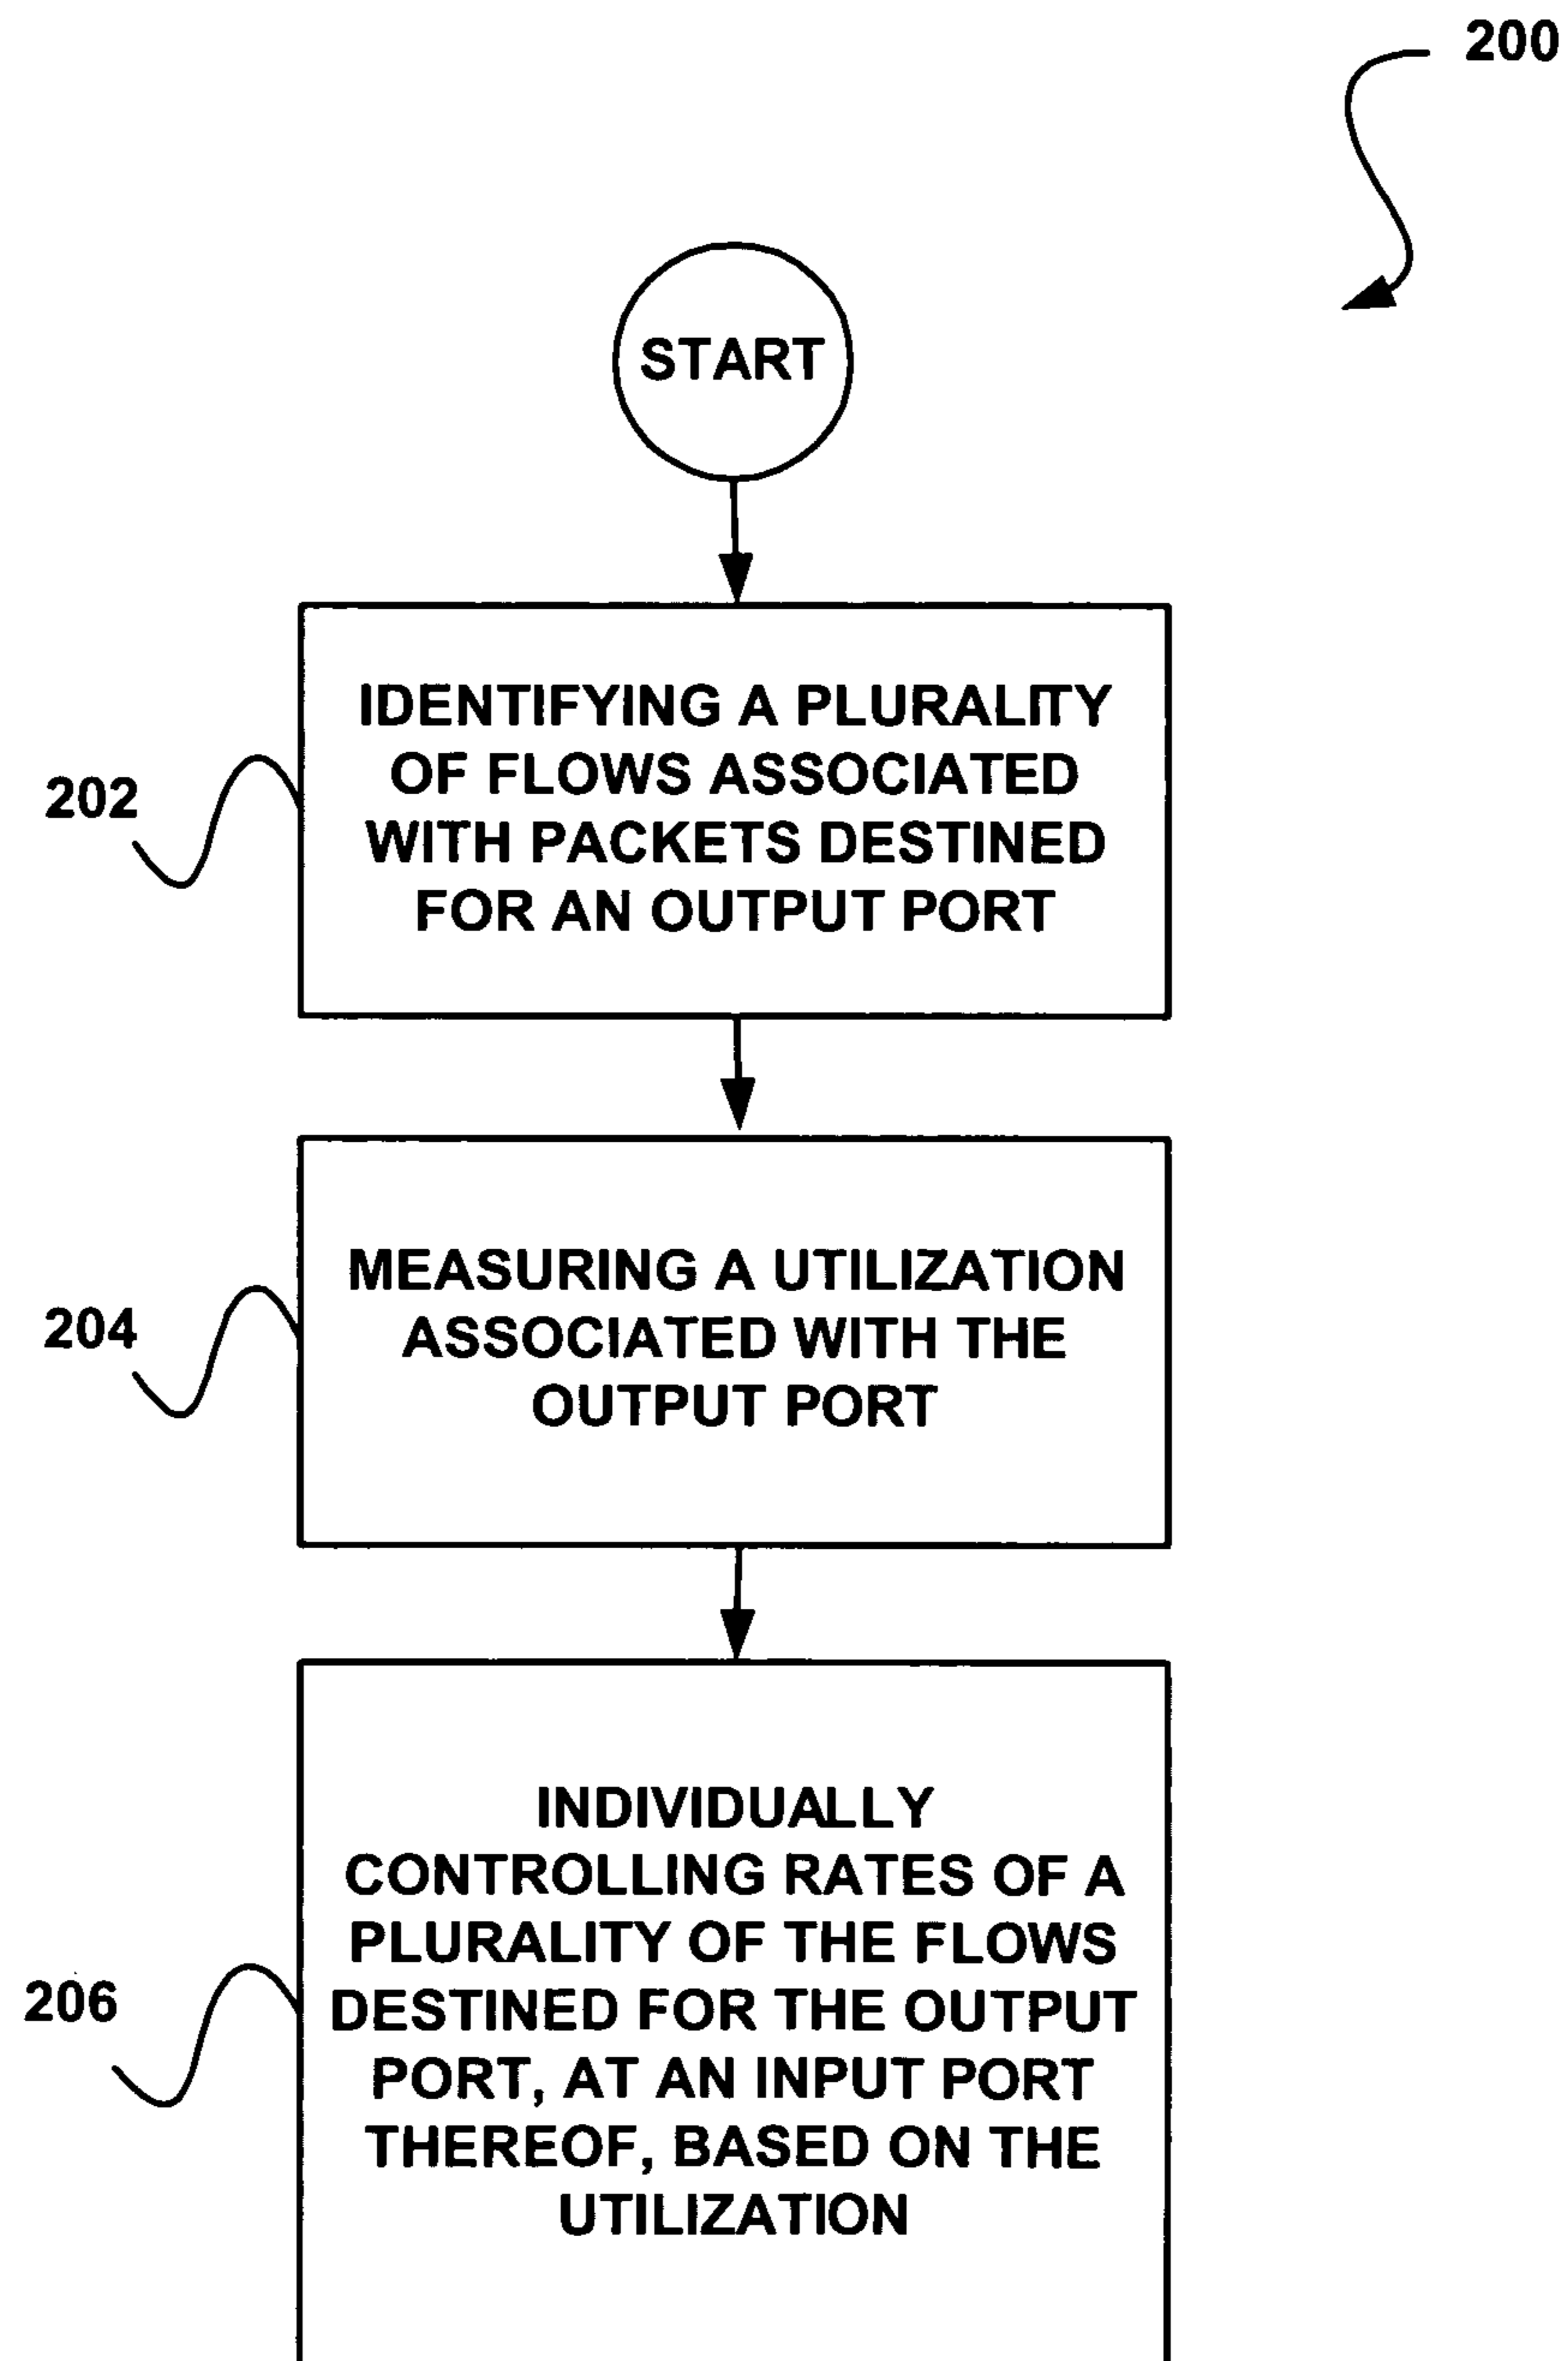 200
START
IDENTIFYING A PLURALITY
OF FLOWS ASSOCIATED
WITH PACKETS DESTINED
FOR AN OUTPUT PORT
202
MEASURING A UTILIZATION
ASSOCIATED WITH THE
OUTPUT PORT
204
INDIVIDUALLY
CONTROLLING RATES OF A
PLURALITY OF THE FLOWS
DESTINED FOR THE OUTPUT
PORT, AT AN INPUT PORT
THEREOF, BASED ON THE
UTILIZATION
206